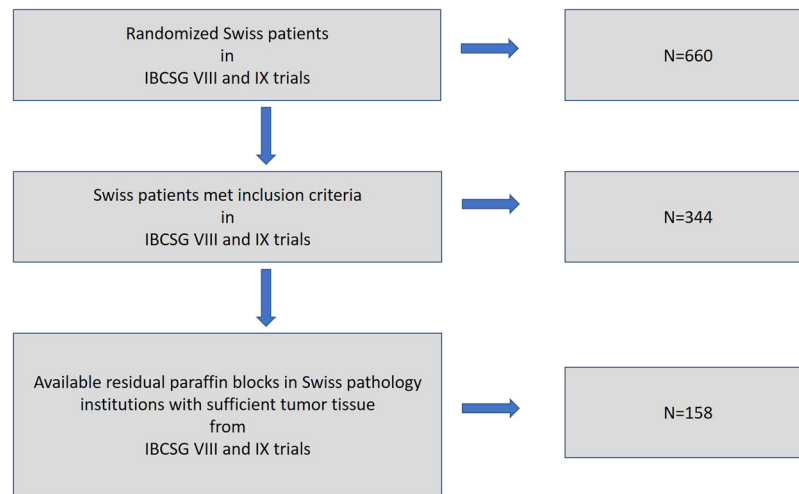 Randomized Swiss patients
in
IBCSG VIII and IX trials
N=660
Swiss patients met inclusion criteria
in
IBCSG VIII and IX trials
N=344
Available residual paraffin blocks in Swiss pathology
institutions with sufficient tumor tissue
from
IBCSG VIII and IX trials
N=158